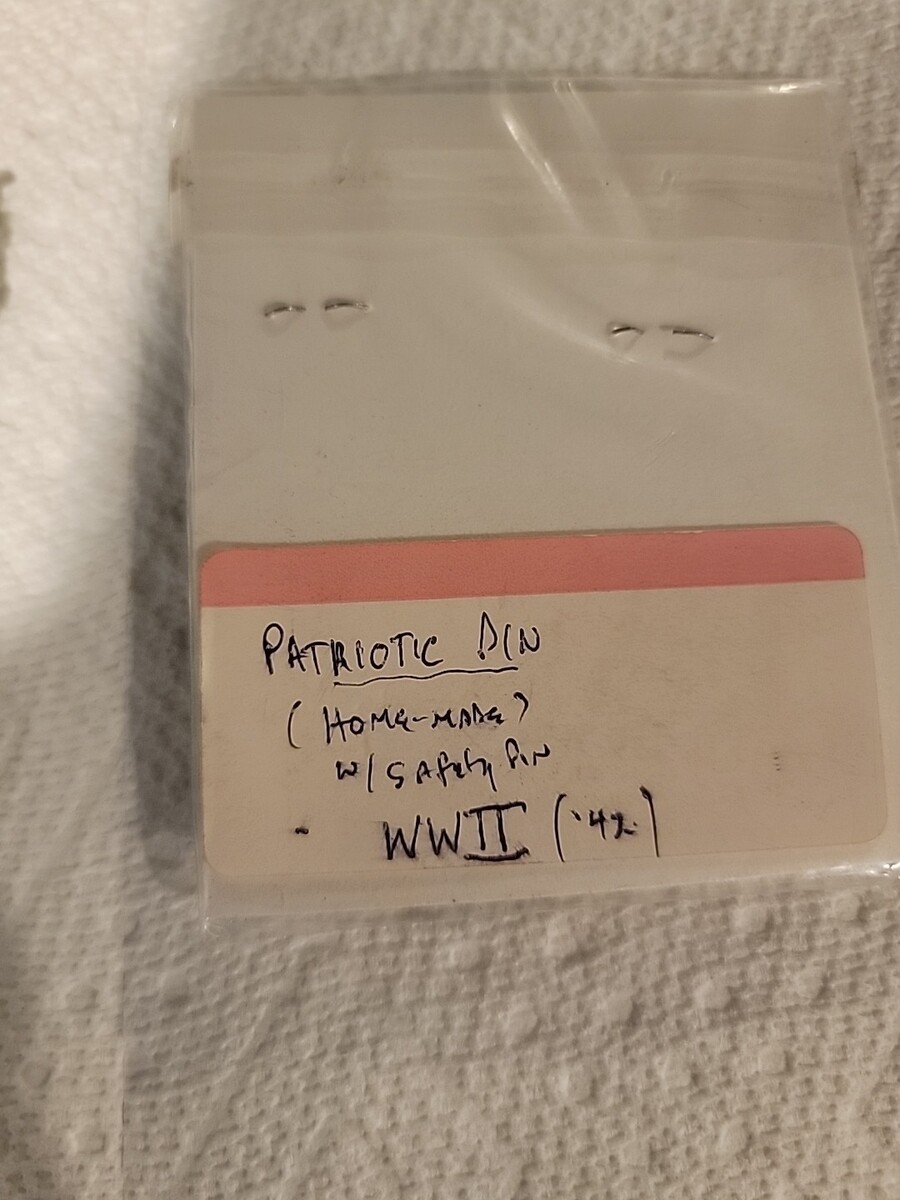 PATRIOTIC PIN
(HOME-MADE)
W/ SAFETY PIN
- WWII ('42)